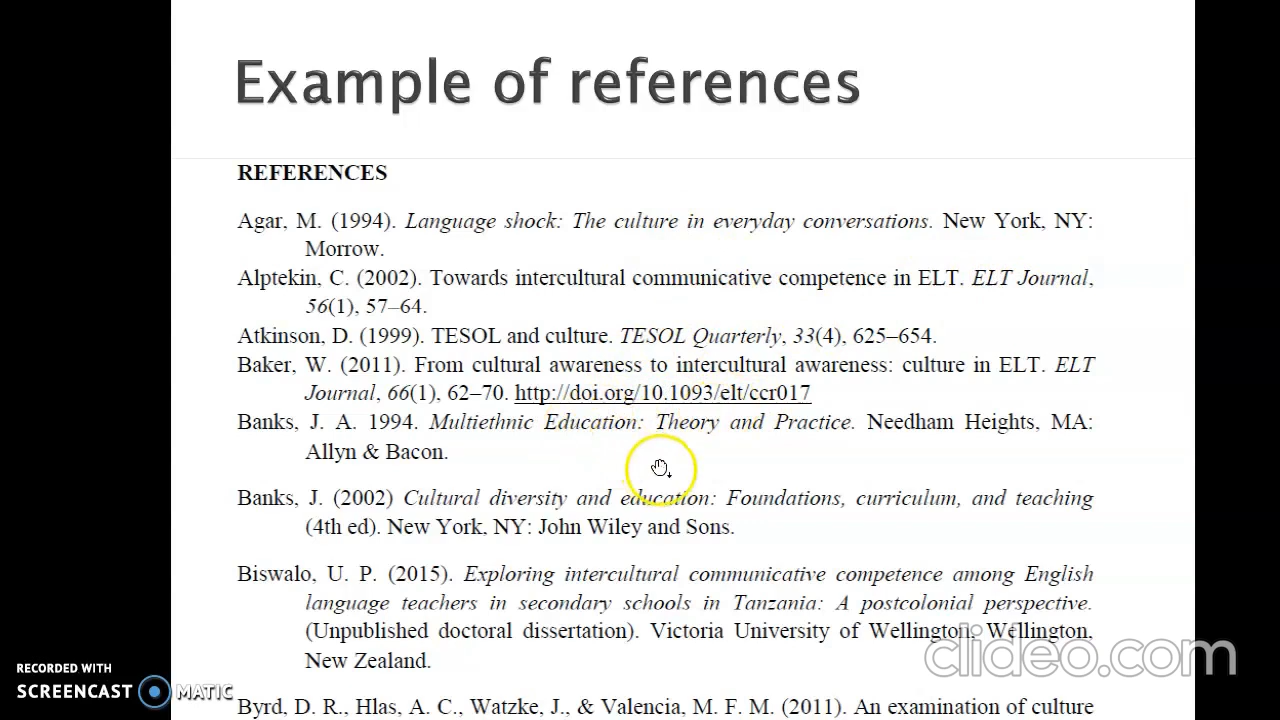 Example of references
REFERENCES
Agar, M. (1994). Language shock: The culture in everyday conversations. New York, NY:
Morrow.
Alptekin, C. (2002). Towards intercultural communicative competence in ELT. ELT Journal,
56(1), 57–64.
Atkinson, D. (1999). TESOL and culture. TESOL Quarterly, 33(4), 625–654.
Baker, W. (2011). From cultural awareness to intercultural awareness: culture in ELT. ELT
Journal, 66(1), 62–70. http://doi.org/10.1093/elt/ccr017
Banks, J. A. 1994. Multiethnic Education: Theory and Practice. Needham Heights, MA:
Allyn & Bacon.
Banks, J. (2002) Cultural diversity and education: Foundations, curriculum, and teaching
(4th ed). New York, NY: John Wiley and Sons.
Biswalo, U. P. (2015). Exploring intercultural communicative competence among English
language teachers in secondary schools in Tanzania: A postcolonial perspective.
(Unpublished doctoral dissertation). Victoria University of Wellington, Wellington,
New Zealand.
Byrd, D. R., Hlas, A. C., Watzke, J., & Valencia, M. F. M. (2011). An examination of culture
clideo.com
RECORDED WITH
SCREENCAST MATIC